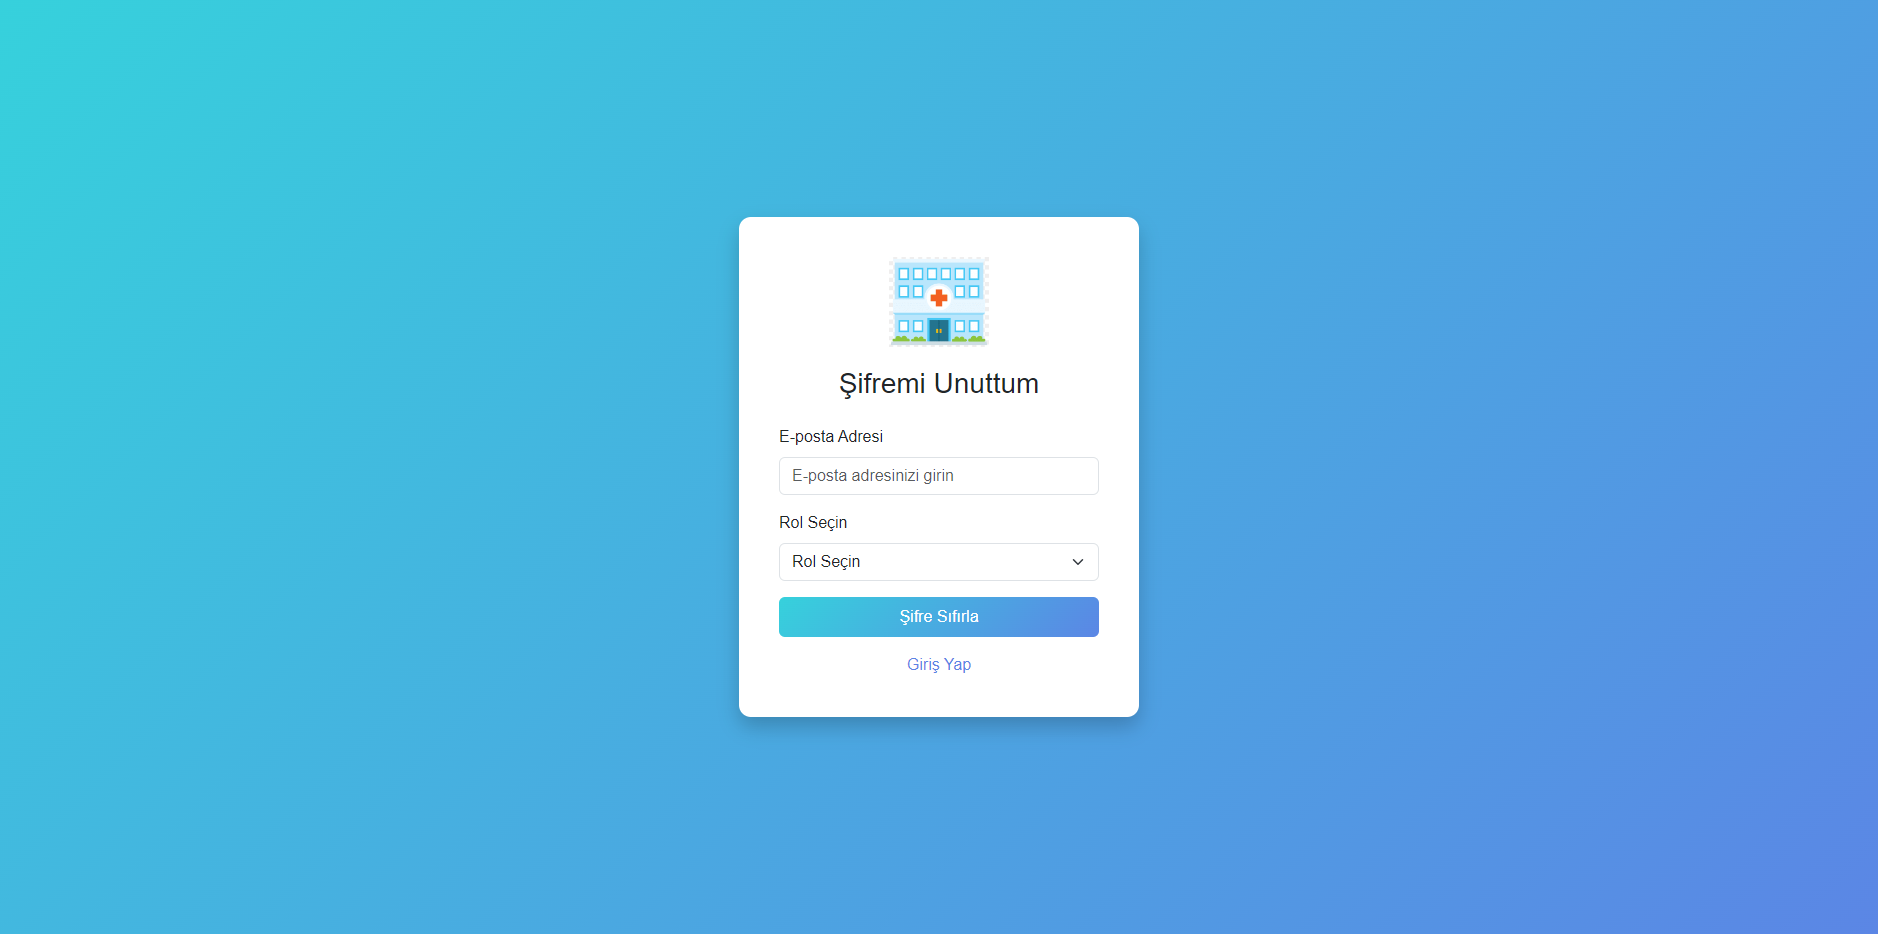 Şifremi Unuttum
E-posta Adresi
E-posta adresinizi girin
Rol Seçin
Rol Seçin
Şifre Sıfırla
Giriş Yap